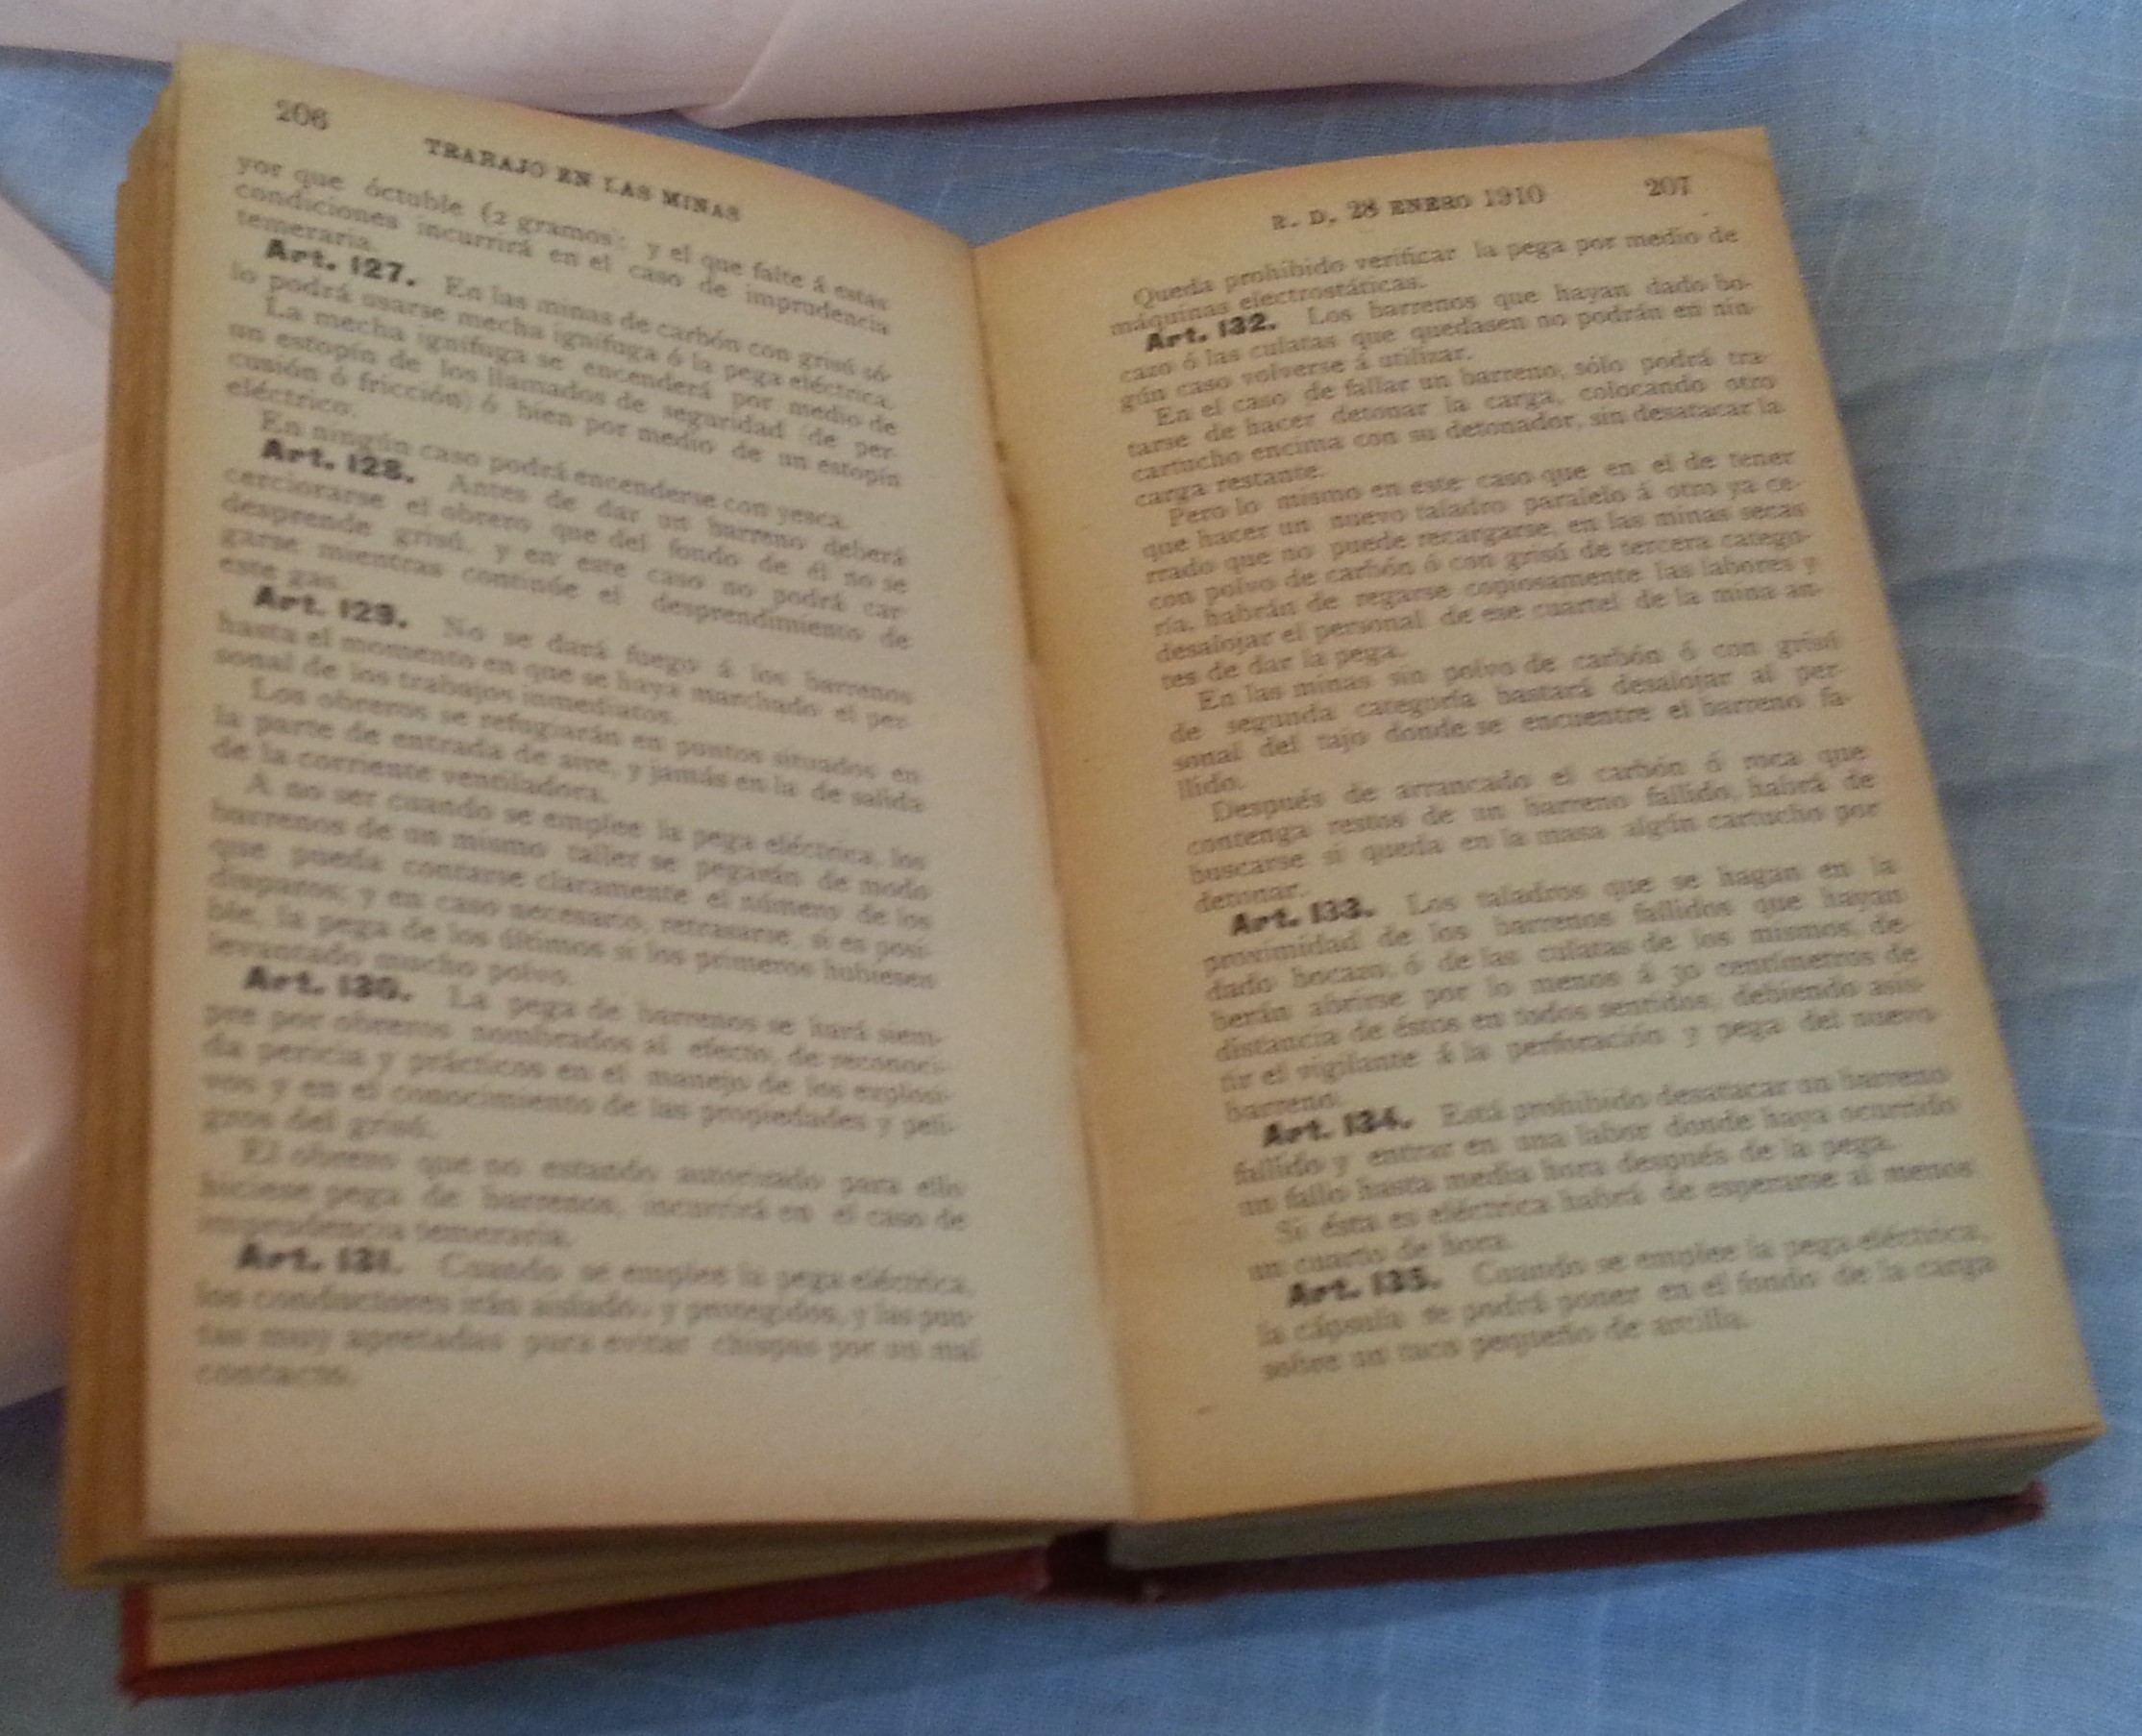 206
TRABAJO EN LAS MINAS
yor que óctuble (2 gramos); y el que falte á estas
condiciones incurrirá en el caso de imprudencia
temeraria.
Art. 127. En las minas de carbón con grisú só-
lo podrá usarse mecha ignífuga ó la pega eléctrica.
La mecha ignífuga se encenderá por medio de
un estopín de los llamados de seguridad (de per-
cusión ó fricción) ó bien por medio de un estopín
eléctrico.
En ningún caso podrá encenderse con yesca.
Art. 128. Antes de dar un barreno deberá
cerciorarse el obrero que del fondo de él no se
desprende grisú, y en este caso no podrá car
garse mientras continúe el desprendimiento de
este gas.
Art. 129. No se dará fuego á los barrenos
hasta el momento en que se haya marchado el per-
sonal de los trabajos inmediatos.
Los obreros se refugiarán en puntos situados en
la parte de entrada de aire, y jamás en la de salida
de la corriente ventiladora.
A no ser cuando se emplee la pega eléctrica, los
barrenos de un mismo taller se pegarán de modo
que pueda contarse claramente el número de los
disparos; y en caso necesario, retrasarse, si es posi-
ble, la pega de los últimos si los primeros hubiesen
levantado mucho polvo.
Art. 130. La pega de barrenos se hará siem-
pre por obreros nombrados al efecto, de reconoci-
da pericia y prácticos en el manejo de los explosi-
vos y en el conocimiento de las propiedades y peli-
gros del grisú.
El obrero que no estando autorizado para ello
hiciese pega de barrenos, incurrirá en el caso de
imprudencia temeraria.
Art. 131. Cuando se emplee la pega eléctrica,
los conductores irán aislados y protegidos, y las pun-
tas muy apretadas para evitar chispas por un mal
contacto.
R. D. 28 ENERO 1910
207
Queda prohibido verificar la pega por medio de
máquinas electrostáticas.
Art. 132. Los barrenos que hayan dado bo-
cazo ó las culatas que quedasen no podrán en nin-
gún caso volverse á utilizar.
En el caso de fallar un barreno, sólo podrá tra-
tarse de hacer detonar la carga, colocando otro
cartucho encima con su detonador, sin desatacar la
carga restante.
Pero lo mismo en este caso que en el de tener
que hacer un nuevo taladro paralelo á otro ya ce-
rrado que no puede recargarse, en las minas secas
con polvo de carbón ó con grisú de tercera catego-
ría, habrán de regarse copiosamente las labores y
desalojar el personal de ese cuartel de la mina an-
tes de dar la pega.
En las minas sin polvo de carbón ó con grisú
de segunda categoría bastará desalojar al per-
sonal del tajo donde se encuentre el barreno fa-
llido.
Después de arrancado el carbón ó roca que
contenga restos de un barreno fallido, habrá de
buscarse si queda en la masa algún cartucho por
detonar.
Art. 133. Los taladros que se hagan en la
proximidad de los barrenos fallidos que hayan
dado bocazo, ó de las culatas de los mismos, de-
berán abrirse por lo menos á 30 centímetros de
distancia de éstos en todos sentidos, debiendo asis-
tir el vigilante á la perforación y pega del nuevo
barreno.
Art. 134. Está prohibido desatacar un barreno
fallido y entrar en una labor donde haya ocurrido
un fallo hasta media hora después de la pega.
Si ésta es eléctrica habrá de esperarse al menos
un cuarto de hora.
Art. 135. Cuando se emplee la pega eléctrica,
la cápsula se podrá poner en el fondo de la carga
sobre un taco pequeño de arcilla.